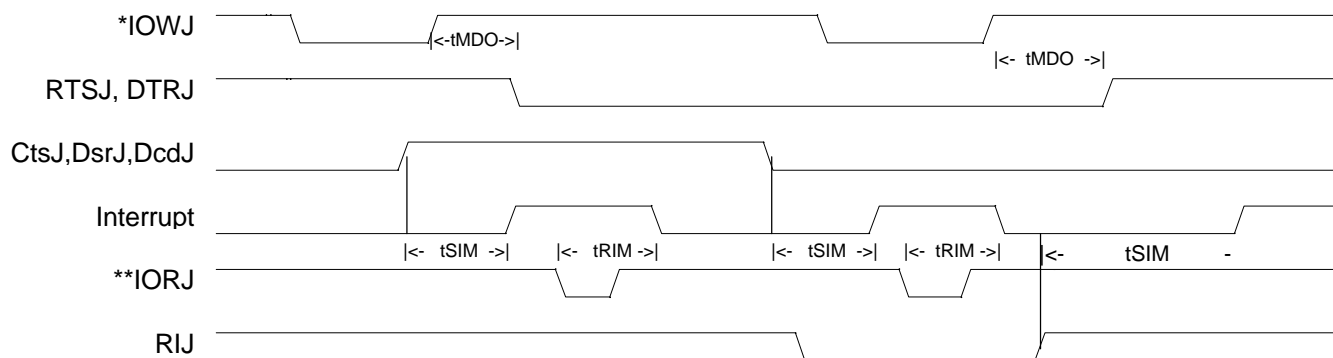 *IOWJ
|<-tMDO->|
|<- tMDO ->|
RTSJ, DTRJ
CtsJ,DsrJ,DcdJ
Interrupt
|<- tSIM ->|
|<- tRIM ->|
|<- tSIM ->|
|<- tRIM ->|
|<- tSIM -
**IORJ
RIJ